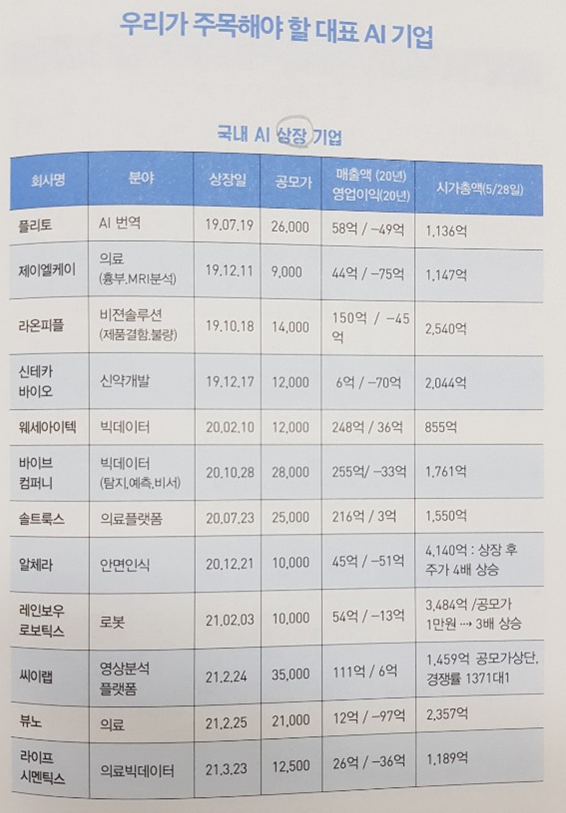 우리가 주목해야 할 대표 AI 기업
국내 AI 상장 기업
회사명 분야 상장일 공모가 매출액 (20년) 영업이익(20년) 시가총액(5/28일)
플리토 AI 번역 19.07.19 26,000 58억 / -49억 1,136억
제이엘케이 의료 (흉부.MRI분석) 19.12.11 9,000 44억 / -75억 1,147억
라온피플 비젼솔루션 (제품결함.불량) 19.10.18 14,000 150억 / -45억 2,540억
신테카 바이오 신약개발 19.12.17 12,000 6억 / -70억 2,044억
웨세아이텍 빅데이터 20.02.10 12,000 248억 / 36억 855억
바이브 컴퍼니 빅데이터 (탐지.예측.비서) 20.10.28 28,000 255억/ -33억 1,761억
솔트룩스 의료플랫폼 20.07.23 25,000 216억 / 3억 1,550억
알체라 안면인식 20.12.21 10,000 45억 / -51억 4,140억 : 상장 후 주가 4배 상승
레인보우 로보틱스 로봇 21.02.03 10,000 54억 / -13억 3,484억 /공모가 1만원 ⇢ 3배 상승
씨이랩 영상분석 플랫폼 21.2.24 35,000 111억 / 6억 1,459억 공모가상단, 경쟁률 1371대1
뷰노 의료 21.2.25 21,000 12억 / -97억 2,357억
라이프 시멘틱스 의료빅데이터 21.3.23 12,500 26억 / -36억 1,189억